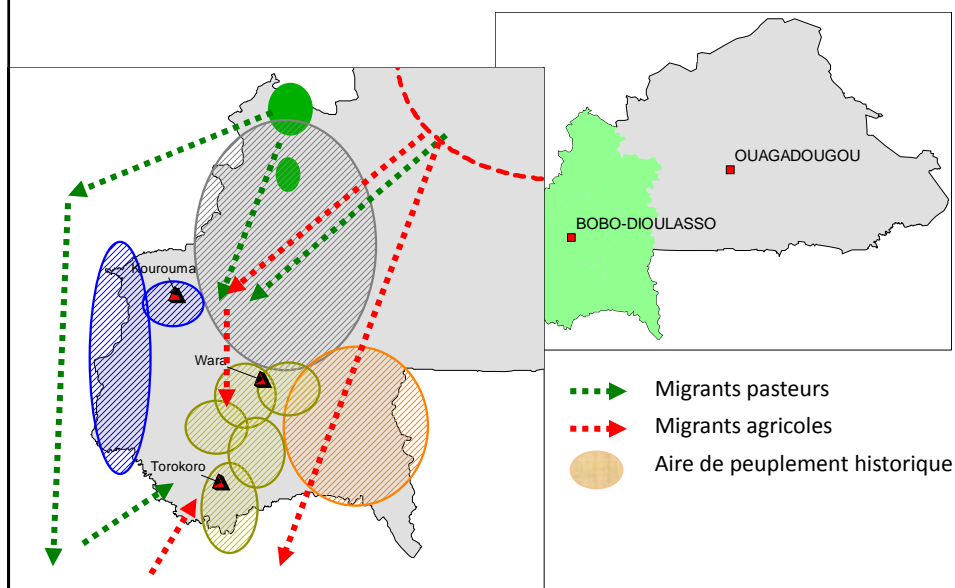 OUAGADOUGOU
BOBO-DIOULASSO
Kourouma
Wara
Torokoro
Migrants pasteurs
Migrants agricoles
Aire de peuplement historique